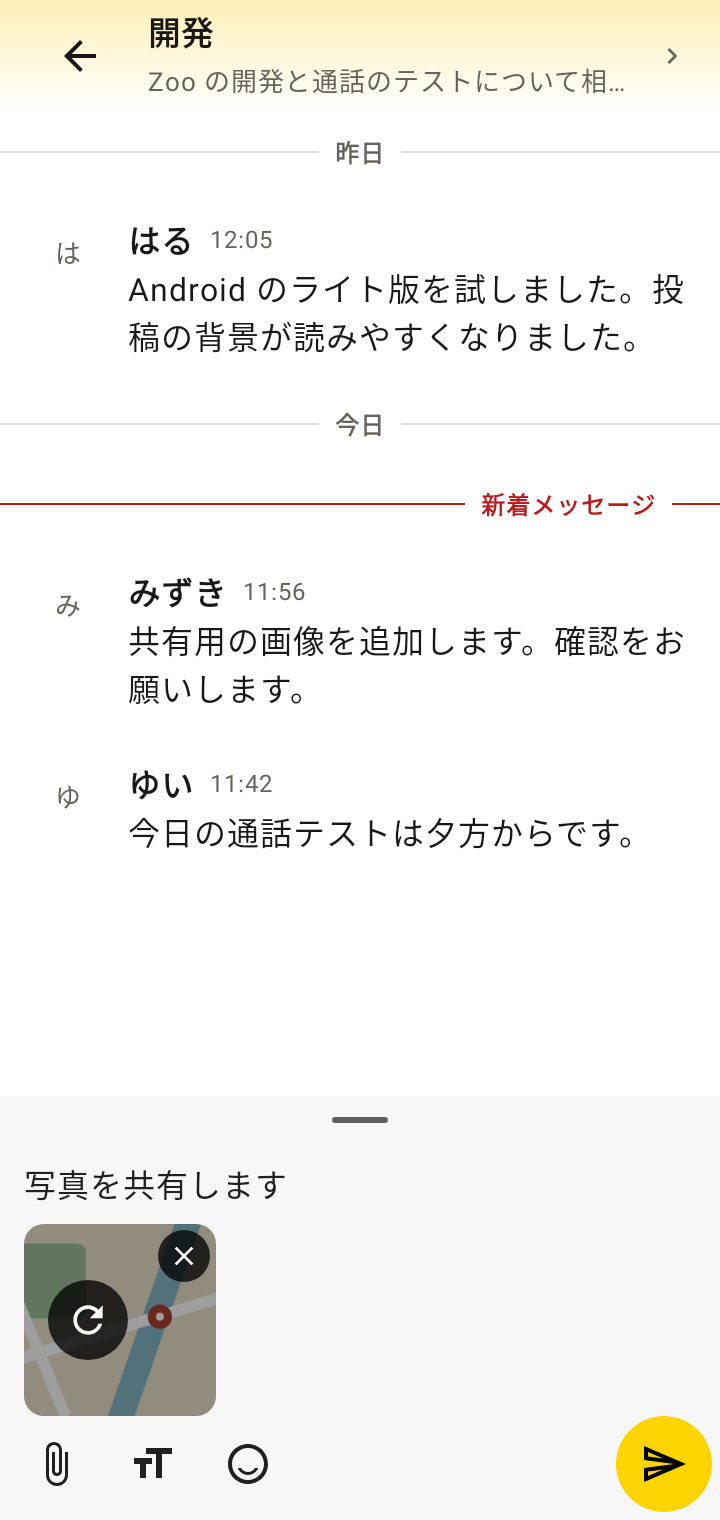 開発
Zoo の開発と通話のテストについて相…
昨日
は
はる 12:05
Android のライト版を試しました。投
稿の背景が読みやすくなりました。
今日
新着メッセージ
み
みずき 11:56
共有用の画像を追加します。確認をお
願いします。
ゆ
ゆい 11:42
今日の通話テストは夕方からです。
写真を共有します